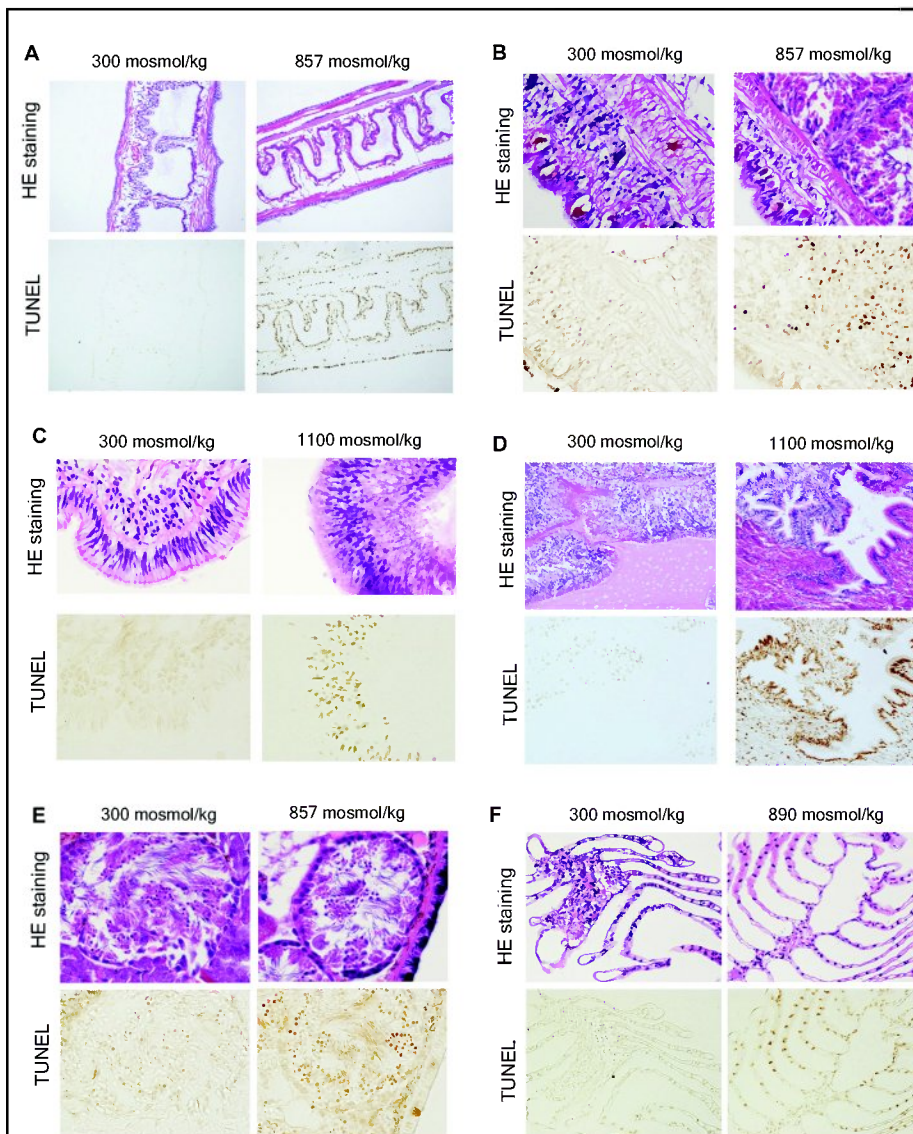 A
300 mosmol/kg 857 mosmol/kg
HE staining
TUNEL
B
300 mosmol/kg 857 mosmol/kg
HE staining
TUNEL
C
300 mosmol/kg 1100 mosmol/kg
HE staining
TUNEL
D
300 mosmol/kg 1100 mosmol/kg
HE staining
TUNEL
E
300 mosmol/kg 857 mosmol/kg
HE staining
TUNEL
F
300 mosmol/kg 890 mosmol/kg
HE staining
TUNEL